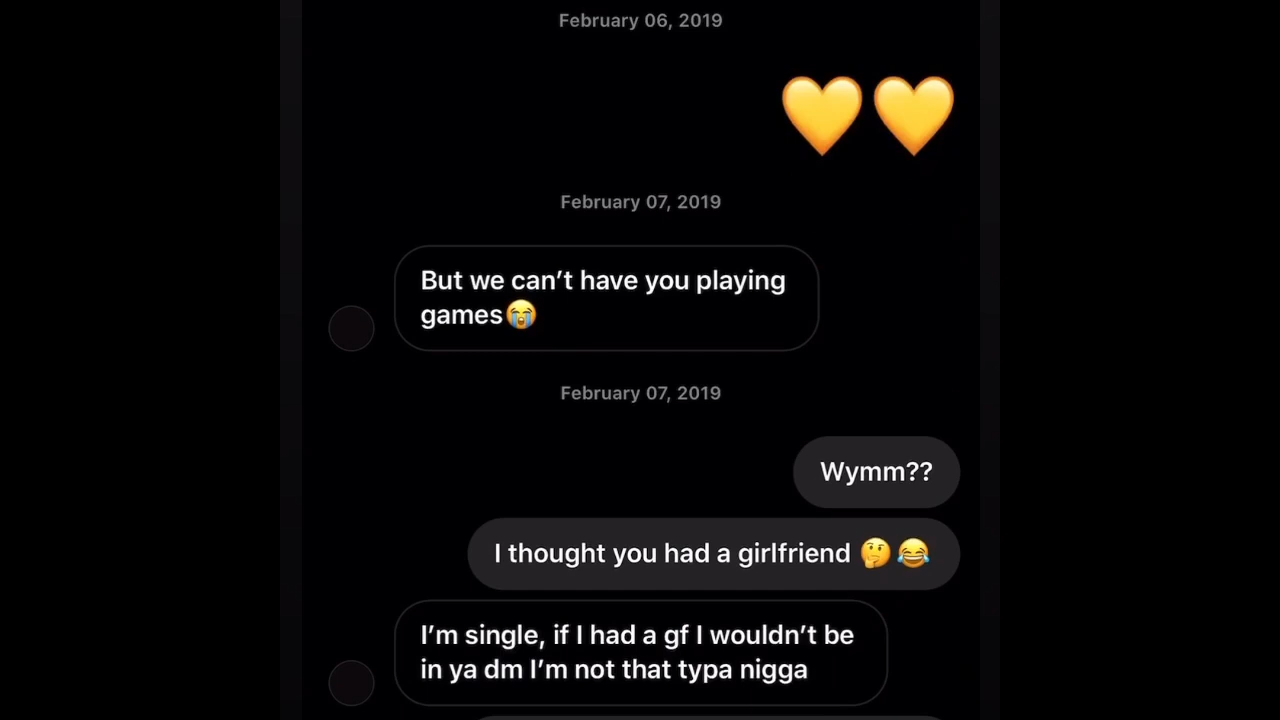 February 06, 2019
💛💛
February 07, 2019
But we can’t have you playing
games😭
February 07, 2019
Wymm??
I thought you had a girlfriend 🤔😂
I’m single, if I had a gf I wouldn’t be
in ya dm I’m not that typa nigga